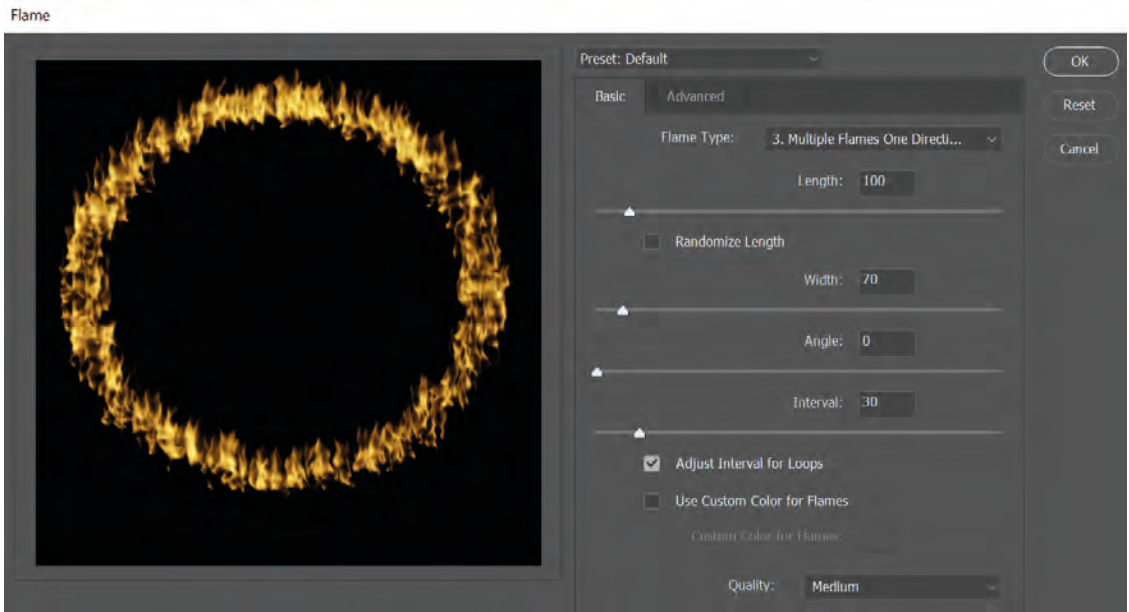 Flame
Preset: Default
OK
Basic Advanced
Reset
Flame Type: 3. Multiple Flames One Directi...
Cancel
Length: 100
Randomize Length
Width: 70
Angle: 0
Interval: 30
Adjust Interval for Loops
Use Custom Color for Flames
Custom Color for Flames:
Quality: Medium